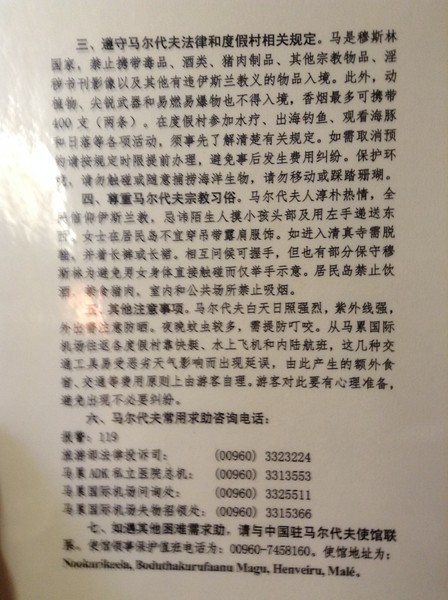 三、遵守马尔代夫法律和度假村相关规定。马是穆斯林
国家，禁止携带毒品、酒类、猪肉制品、其他宗教物品、淫
秽书刊影像以及其他有违伊斯兰教义的物品入境。此外，动
植物、尖锐武器和易燃易爆物也不得入境，香烟最多可携带
400支（两条）。在度假村参加水疗、出海钓鱼、观看海豚
和日落等各项活动，须事先了解清楚有关规定。如需取消预
约请按规定时限提前办理，避免事后发生费用纠纷。保护环
境，请勿触碰或随意捕捞海洋生物，请勿移动或踩踏珊瑚。
四、尊重马尔代夫宗教习俗。马尔代夫人淳朴热情，全
信仰伊斯兰教，忌讳陌生人摸小孩头部及用左手递送东
西。女士在居民岛不宜穿吊带露肩服饰。如进入清真寺需脱
鞋，并着长裤或长裙。相互问侯可握手，但也有部分保守穆
斯林为避免男女身体直接触碰而仅举手示意。居民岛禁止饮
酒、食猪肉，室内和公共场所禁止吸烟。
五、其他注意事项。马尔代夫白天日照强烈，紫外线强，
外出需注意防晒。夜晚蚊虫较多，需提防叮咬。从马累国际
机场往返各度假村靠快艇、水上飞机和内陆航班，这几种交
通工具易受恶劣天气影响而出现延误，由此产生的额外食
宿、交通等费用原则上由游客自理。游客对此要有心理准备，
避免出现不必要纠纷。
六、马尔代夫常用求助咨询电话：
报警：119
旅游部法律投诉司： (00960) 3323224
马累ADK私立医院总机： (00960) 3313553
马累国际机场问询处： (00960) 3325511
马累国际机场失物招领处： (00960) 3315366
七、如遇其他困难需求助，请与中国驻马尔代夫使馆联
系。使馆领事保护值班电话为：00960-7458160。使馆地址为：
Boduthakurufaanu Magu, Henveiru, Malé.